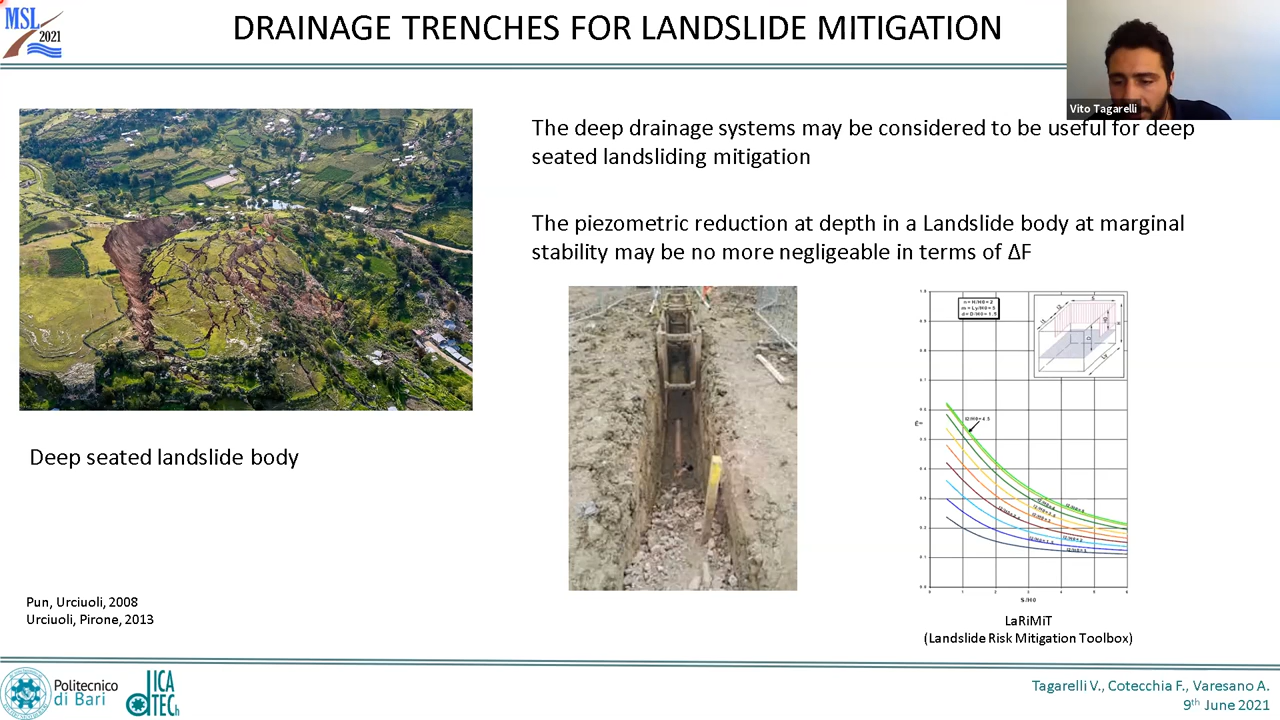 MSL
2021
DRAINAGE TRENCHES FOR LANDSLIDE MITIGATION
Vito Tagarelli
The deep drainage systems may be considered to be useful for deep
seated landsliding mitigation
The piezometric reduction at depth in a Landslide body at marginal
stability may be no more negligeable in terms of ΔF
Deep seated landslide body
Pun, Urciuoli, 2008
Urciuoli, Pirone, 2013
S/H0
LaRiMiT
(Landslide Risk Mitigation Toolbox)
Politecnico
di Bari
DICATECh
Tagarelli V., Cotecchia F., Varesano A.
9th June 2021